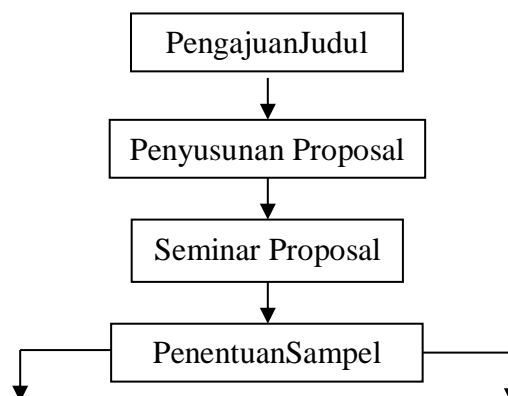 PengajuanJudul
Penyusunan Proposal
Seminar Proposal
PenentuanSampel